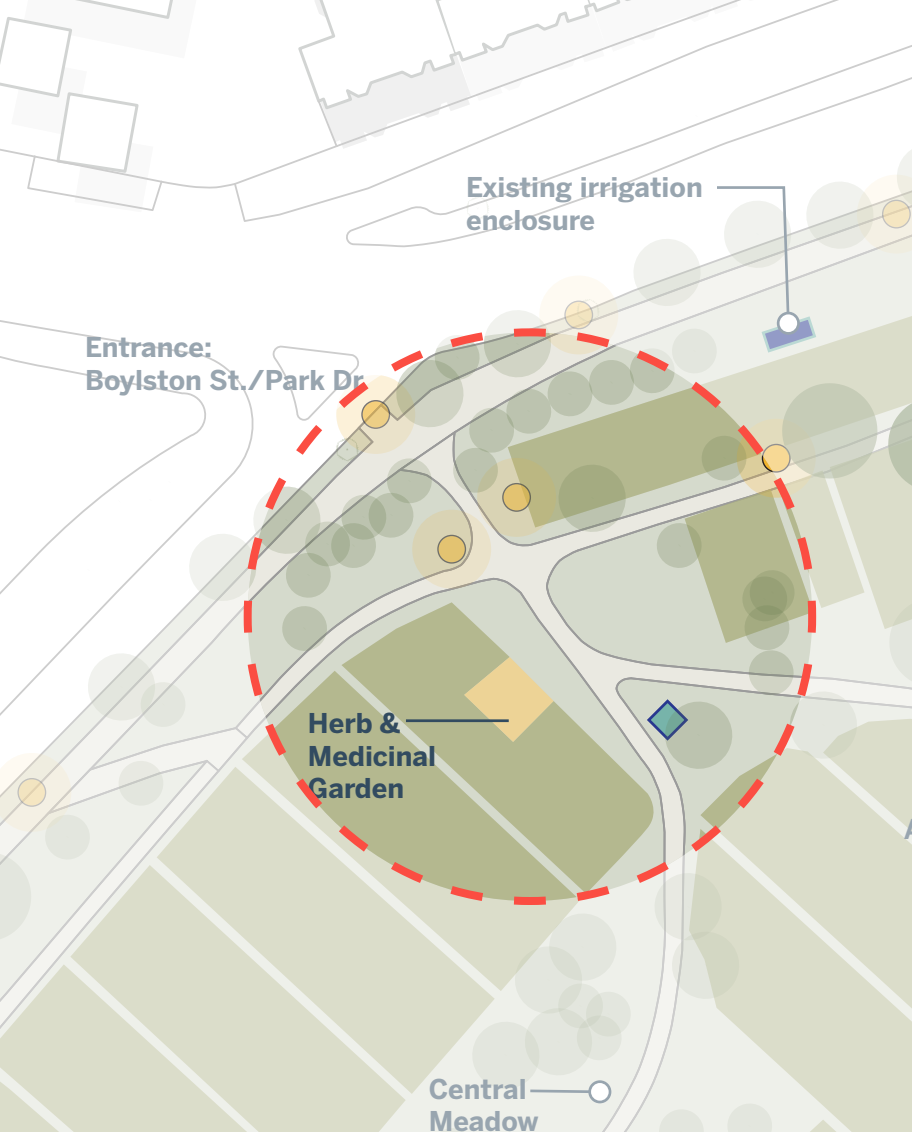 Existing irrigation
enclosure
Entrance:
Boylston St./Park Dr.
Herb &
Medicinal
Garden
Central
Meadow